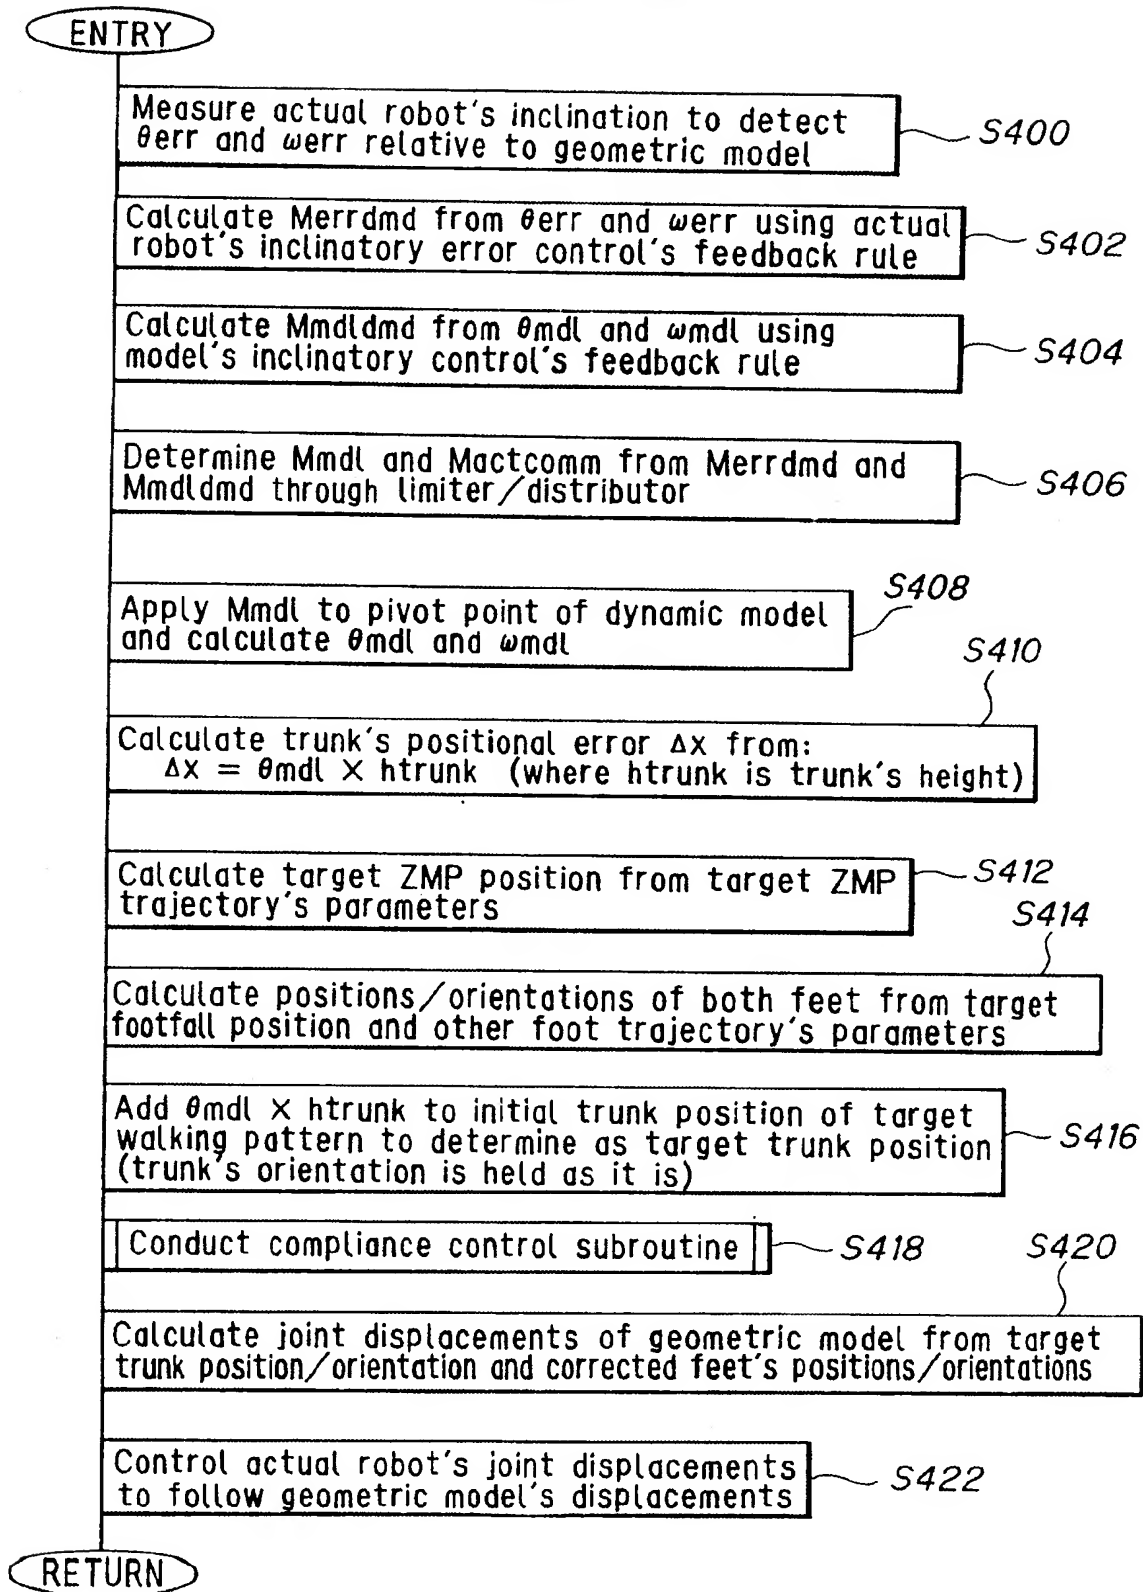 ENTRY
Measure actual robot's inclination to detect
θerr and ωerr relative to geometric model
S400
Calculate Merrdmd from θerr and ωerr using actual
robot's inclinatory error control's feedback rule
S402
Calculate Mmdldmd from θmdl and ωmdl using
model's inclinatory control's feedback rule
S404
Determine Mmdl and Mactcomm from Merrdmd and
Mmdldmd through limiter/distributor
S406
S408
Apply Mmdl to pivot point of dynamic model
and calculate θmdl and ωmdl
S410
Calculate trunk's positional error Δx from:
Δx = θmdl X htrunk (where htrunk is trunk's height)
Calculate target ZMP position from target ZMP
trajectory's parameters
S412
S414
Calculate positions/orientations of both feet from target
footfall position and other foot trajectory's parameters
Add θmdl X htrunk to initial trunk position of target
walking pattern to determine as target trunk position
(trunk's orientation is held as it is)
S416
Conduct compliance control subroutine
S418
S420
Calculate joint displacements of geometric model from target
trunk position/orientation and corrected feet's positions/orientations
Control actual robot's joint displacements
to follow geometric model's displacements
S422
RETURN